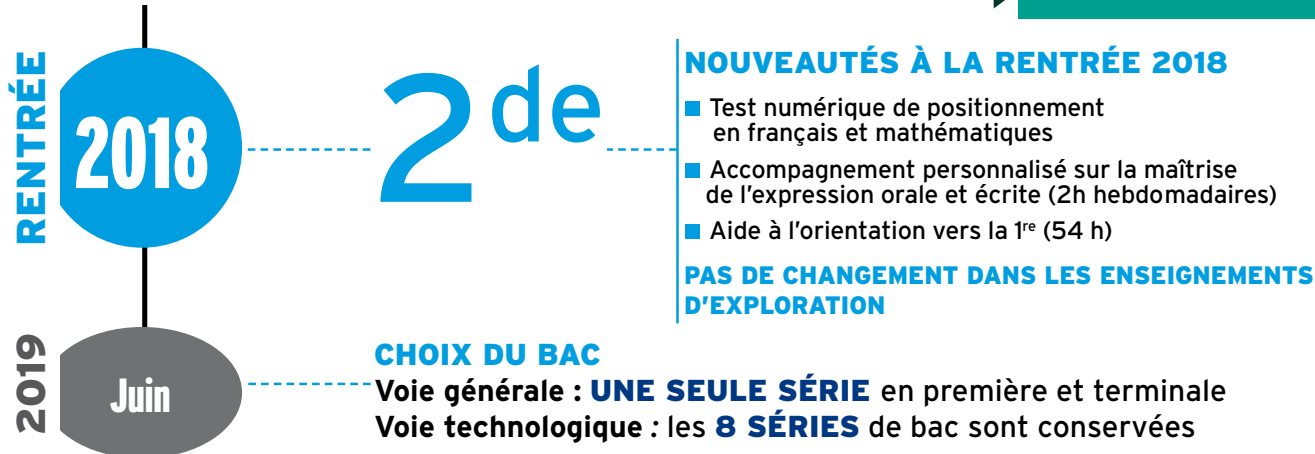 RENTRÉE
2018
2de
NOUVEAUTÉS À LA RENTRÉE 2018
Test numérique de positionnement
en français et mathématiques
Accompagnement personnalisé sur la maîtrise
de l'expression orale et écrite (2h hebdomadaires)
Aide à l'orientation vers la 1re (54 h)
PAS DE CHANGEMENT DANS LES ENSEIGNEMENTS
D'EXPLORATION
2019
Juin
CHOIX DU BAC
Voie générale : UNE SEULE SÉRIE en première et terminale
Voie technologique : les 8 SÉRIES de bac sont conservées